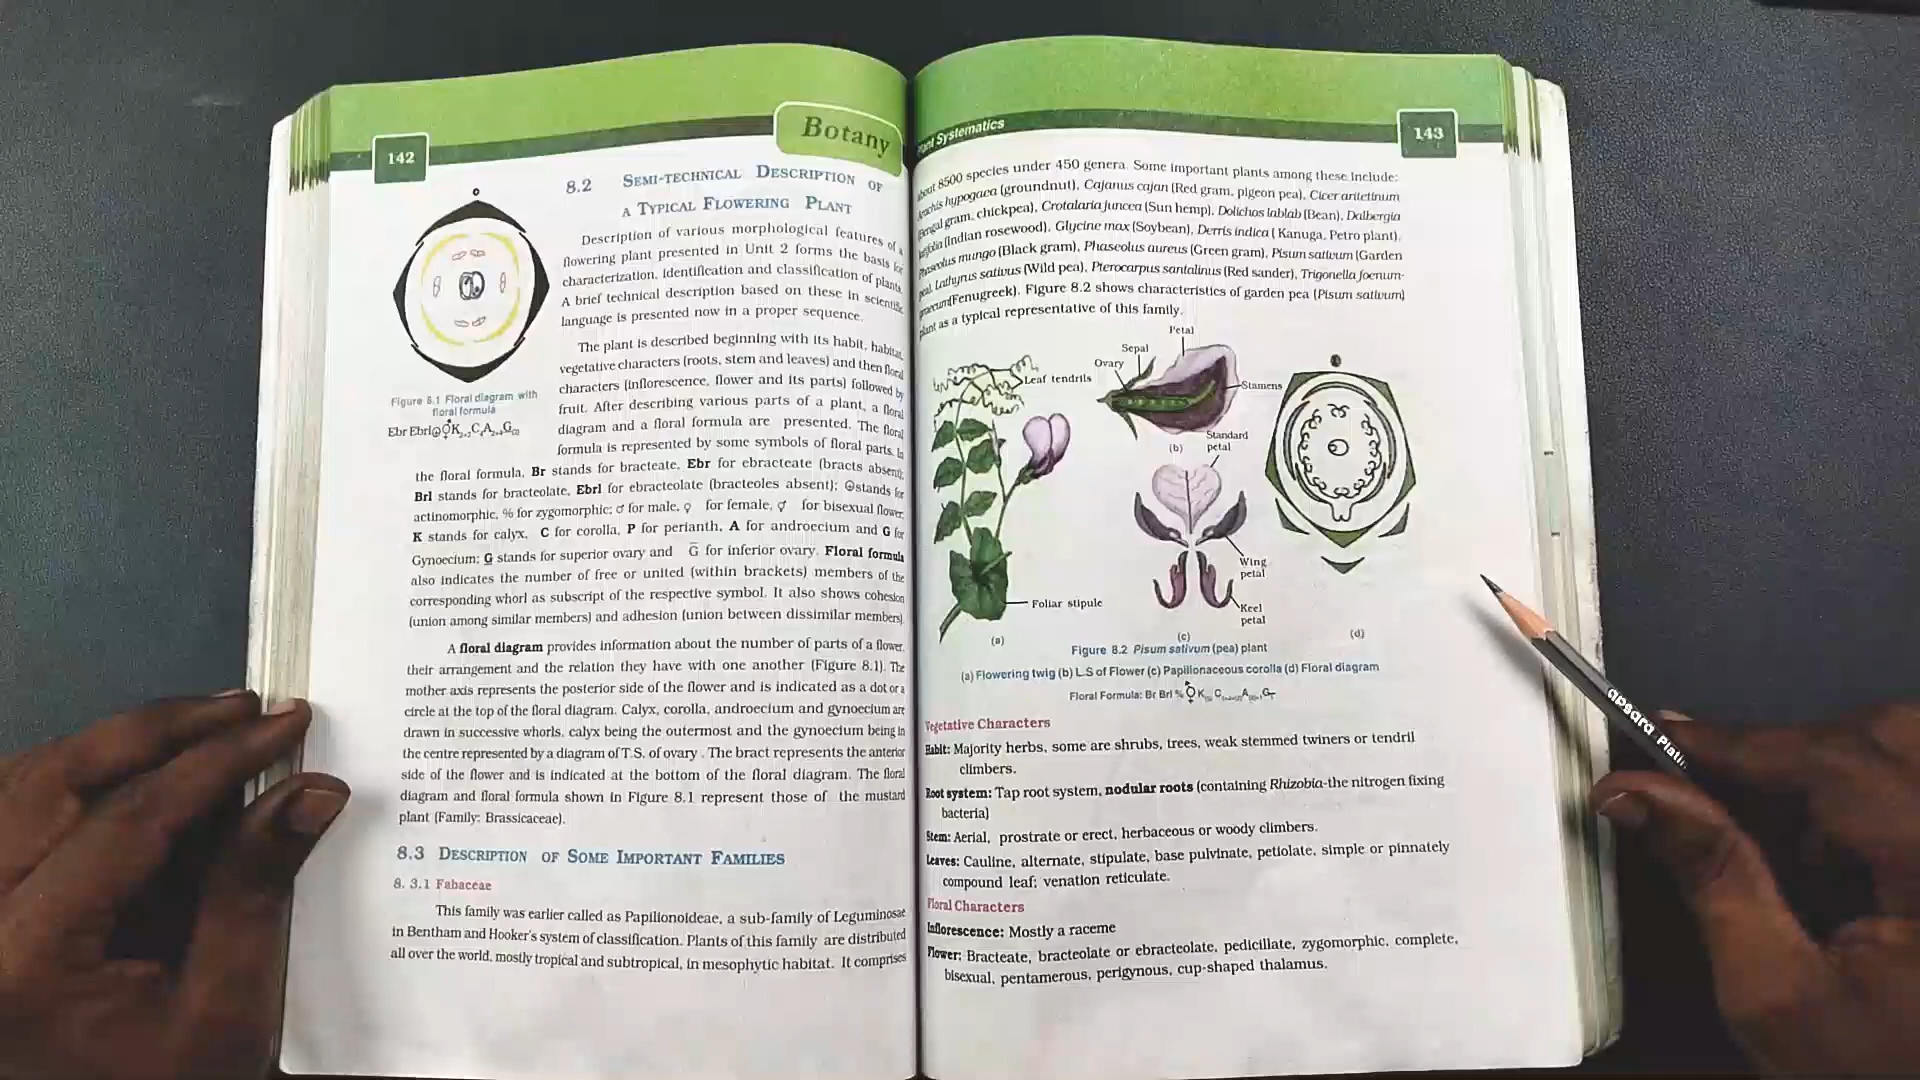 142
Botany
8.2 SEMI-TECHNICAL DESCRIPTION OF
A TYPICAL FLOWERING PLANT
Description of various morphological features of a
flowering plant presented in Unit 2 forms the basis for
characterization, identification and classification of plants.
A brief technical description based on these in scientific
language is presented now in a proper sequence.
The plant is described beginning with its habit, habitat,
vegetative characters (roots, stem and leaves) and then floral
characters (inflorescence, flower and its parts) followed by
fruit. After describing various parts of a plant, a floral
diagram and a floral formula are presented. The floral
formula is represented by some symbols of floral parts. In
Figure 8.1 Floral diagram with
floral formula
Ebr Ebrl⊕⚥K2+2C4A2+4G(2)
the floral formula, Br stands for bracteate, Ebr for ebracteate (bracts absent);
Brl stands for bracteolate, Ebrl for ebracteolate (bracteoles absent); ⊕stands for
actinomorphic, % for zygomorphic; ♂ for male, ♀ for female, ⚥ for bisexual flower,
K stands for calyx, C for corolla, P for perianth, A for androecium and G for
Gynoecium; G stands for superior ovary and G̅ for inferior ovary. Floral formula
also indicates the number of free or united (within brackets) members of the
corresponding whorl as subscript of the respective symbol. It also shows cohesion
(union among similar members) and adhesion (union between dissimilar members).
A floral diagram provides information about the number of parts of a flower,
their arrangement and the relation they have with one another (Figure 8.1). The
mother axis represents the posterior side of the flower and is indicated as a dot or a
circle at the top of the floral diagram. Calyx, corolla, androecium and gynoecium are
drawn in successive whorls, calyx being the outermost and the gynoecium being in
the centre represented by a diagram of T.S. of ovary . The bract represents the anterior
side of the flower and is indicated at the bottom of the floral diagram. The floral
diagram and floral formula shown in Figure 8.1 represent those of the mustard
plant (Family: Brassicaceae).
8.3 DESCRIPTION OF SOME IMPORTANT FAMILIES
8. 3.1 Fabaceae
This family was earlier called as Papilionoideae, a sub-family of Leguminosae
in Bentham and Hooker's system of classification. Plants of this family are distributed
all over the world, mostly tropical and subtropical, in mesophytic habitat. It comprises
Plant Systematics
143
about 8500 species under 450 genera. Some important plants among these include:
Arachis hypogaea (groundnut), Cajanus cajan (Red gram, pigeon pea), Cicer arietinum
(Bengal gram, chickpea), Crotalaria juncea (Sun hemp), Dolichos lablab (Bean), Dalbergia
(Indian rosewood), Glycine max (Soybean), Derris indica ( Kanuga, Petro plant),
Phaseolus mungo (Black gram), Phaseolus aureus (Green gram), Pisum sativum (Garden
pea), Lathyrus sativus (Wild pea), Pterocarpus santalinus (Red sander), Trigonella foenum-
graecum(Fenugreek). Figure 8.2 shows characteristics of garden pea (Pisum sativum)
plant as a typical representative of this family.
Petal
Sepal
Ovary
Leaf tendrils
Stamens
(b)
Standard
petal
Wing
petal
Foliar stipule
Keel
petal
(a)
(c)
(d)
Figure 8.2 Pisum sativum (pea) plant
(a) Flowering twig (b) L.S of Flower (c) Papilionaceous corolla (d) Floral diagram
Floral Formula: Br Brl % ⚥ K(5) C1+2+(2)A(9)+1G1
Vegetative Characters
Habit: Majority herbs, some are shrubs, trees, weak stemmed twiners or tendril
climbers.
Root system: Tap root system, nodular roots (containing Rhizobia-the nitrogen fixing
bacteria)
Stem: Aerial, prostrate or erect, herbaceous or woody climbers.
Leaves: Cauline, alternate, stipulate, base pulvinate, petiolate, simple or pinnately
compound leaf; venation reticulate.
Floral Characters
Inflorescence: Mostly a raceme
Flower: Bracteate, bracteolate or ebracteolate, pedicillate, zygomorphic, complete,
bisexual, pentamerous, perigynous, cup-shaped thalamus.
apsara Platin